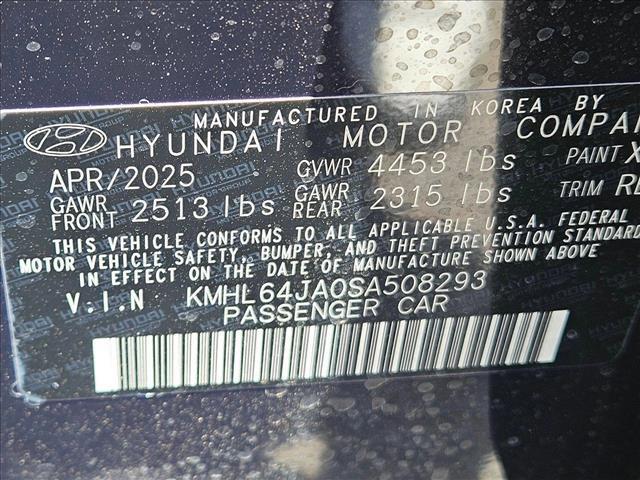 MANUFACTURED IN KOREA BY
HYUNDAI MOTOR COMPA
APR/2025 GVWR 4453 lbs PAINT X
GAWR FRONT 2513 lbs GAWR REAR 2315 lbs TRIM
THIS VEHICLE CONFORMS TO ALL APPLICABLE U.S.A. FEDERAL
MOTOR VEHICLE SAFETY, BUMPER, AND THEFT PREVENTION STANDARD
IN EFFECT ON THE DATE OF MANUFACTURE SHOWN ABOVE
V.I.N KMHL64JA0SA508293
PASSENGER CAR